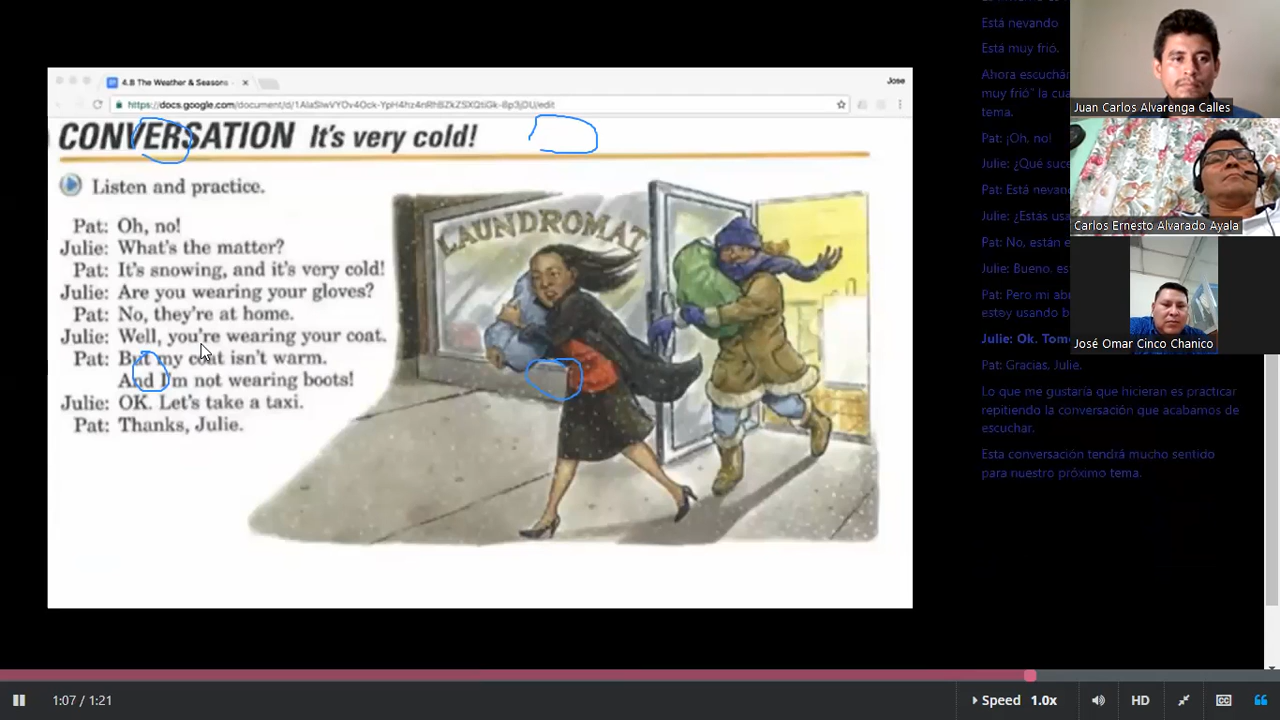 4.B The Weather & Seasons -
Jose
https://docs.google.com/document/d/1AIaSIwVYOv4Ock-YpH4hz4nRhBZkZSXQtiGk-8p3jDU/edit
CONVERSATION It's very cold!
Listen and practice.
Pat: Oh, no!
Julie: What's the matter?
Pat: It's snowing, and it's very cold!
Julie: Are you wearing your gloves?
Pat: No, they're at home.
Julie: Well, you're wearing your coat.
Pat: But my coat isn't warm.
And I'm not wearing boots!
Julie: OK. Let's take a taxi.
Pat: Thanks, Julie.
LAUNDROMAT
Está nevando
Está muy frió.
Ahora escuchar
muy frió" la cua
tema.
Pat: ¡Oh, no!
Julie: ¿Qué suce
Pat: Está nevand
Julie: ¿Estás usa
Pat: No, están e
Julie: Bueno, es
Pat: Pero mi ab
estoy usando b
Julie: Ok. Tom
Pat: Gracias, Julie.
Lo que me gustaría que hicieran es practicar
repitiendo la conversación que acabamos de
escuchar.
Esta conversación tendrá mucho sentido
para nuestro próximo tema.
Juan Carlos Alvarenga Calles
Carlos Ernesto Alvarado Ayala
José Omar Cinco Chanico
1:07 / 1:21
Speed 1.0x
HD
CC